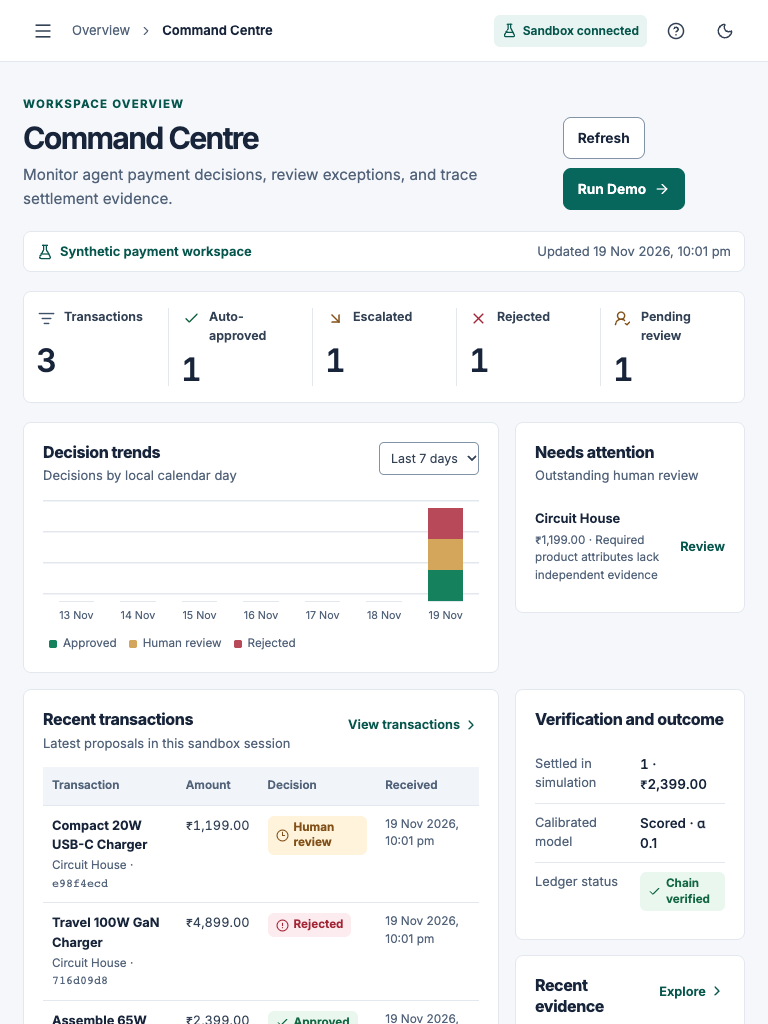 Overview > Command Centre
Sandbox connected
WORKSPACE OVERVIEW
Command Centre
Monitor agent payment decisions, review exceptions, and trace
settlement evidence.
Refresh
Run Demo →
Synthetic payment workspace
Updated 19 Nov 2026, 10:01 pm
Transactions
3
Auto-
approved
1
Escalated
1
Rejected
1
Pending
review
1
Decision trends
Decisions by local calendar day
Last 7 days
13 Nov
14 Nov
15 Nov
16 Nov
17 Nov
18 Nov
19 Nov
Approved
Human review
Rejected
Needs attention
Outstanding human review
Circuit House
₹1,199.00 · Required
product attributes lack
independent evidence
Review
Recent transactions
Latest proposals in this sandbox session
View transactions >
Transaction
Amount
Decision
Received
Compact 20W
USB-C Charger
Circuit House ·
e98f4ecd
₹1,199.00
Human
review
19 Nov 2026,
10:01 pm
Travel 100W GaN
Charger
Circuit House ·
716d09d8
₹4,899.00
Rejected
19 Nov 2026,
10:01 pm
Assemble 65W
₹2,399.00
Approved
19 Nov 2026,
Verification and outcome
Settled in
simulation
1 ·
₹2,399.00
Calibrated
model
Scored · α
0.1
Ledger status
Chain
verified
Recent
evidence
Explore >